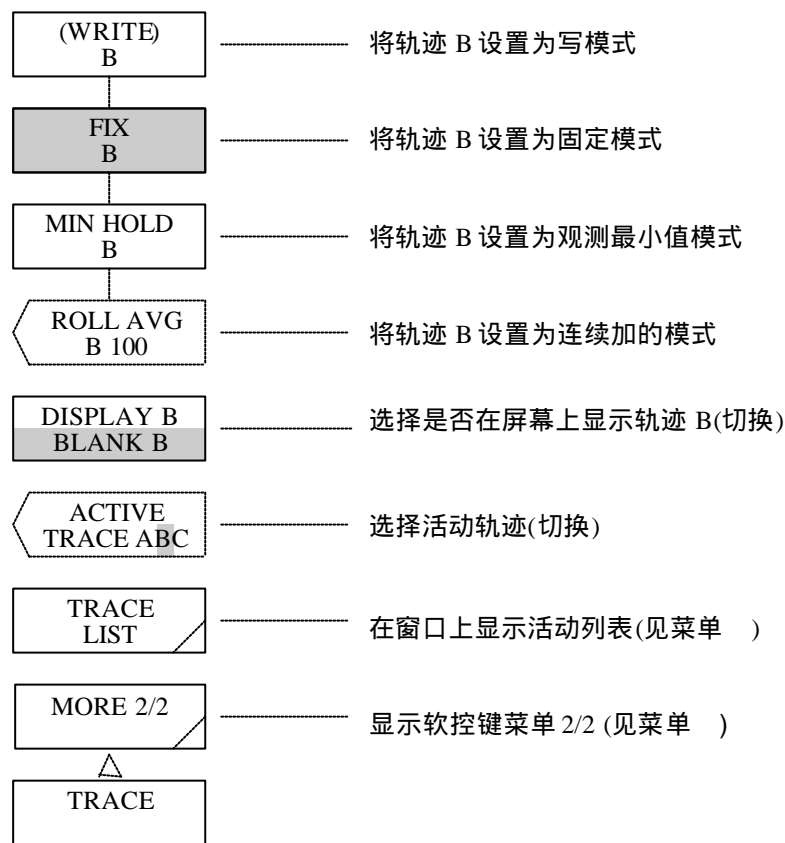 (WRITE)
B
将轨迹 B 设置为写模式
FIX
B
将轨迹 B 设置为固定模式
MIN HOLD
B
将轨迹 B 设置为观测最小值模式
ROLL AVG
B 100
将轨迹 B 设置为连续加的模式
DISPLAY B
BLANK B
选择是否在屏幕上显示轨迹 B(切换)
ACTIVE
TRACE ABC
选择活动轨迹(切换)
TRACE
LIST
在窗口上显示活动列表(见菜单 )
MORE 2/2
显示软控键菜单 2/2 (见菜单 )
TRACE